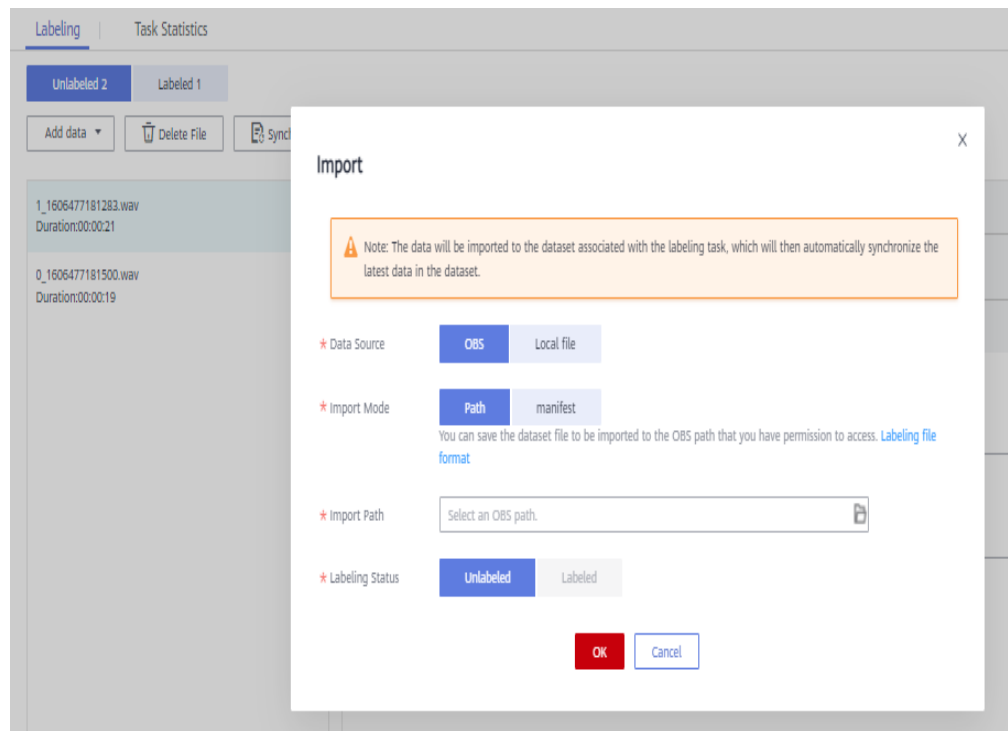 Labeling | Task Statistics
Unlabeled 2 Labeled 1
Add data Delete File
1_1606477181283.wav
Duration:00:00:21
0_1606477181500.wav
Duration:00:00:19
X
Import
Note: The data will be imported to the dataset associated with the labeling task, which will then automatically synchronize the
latest data in the dataset.
* Data Source OBS Local file
* Import Mode Path manifest
You can save the dataset file to be imported to the OBS path that you have permission to access. Labeling file
format
* Import Path Select an OBS path.
* Labeling Status Unlabeled Labeled
OK Cancel